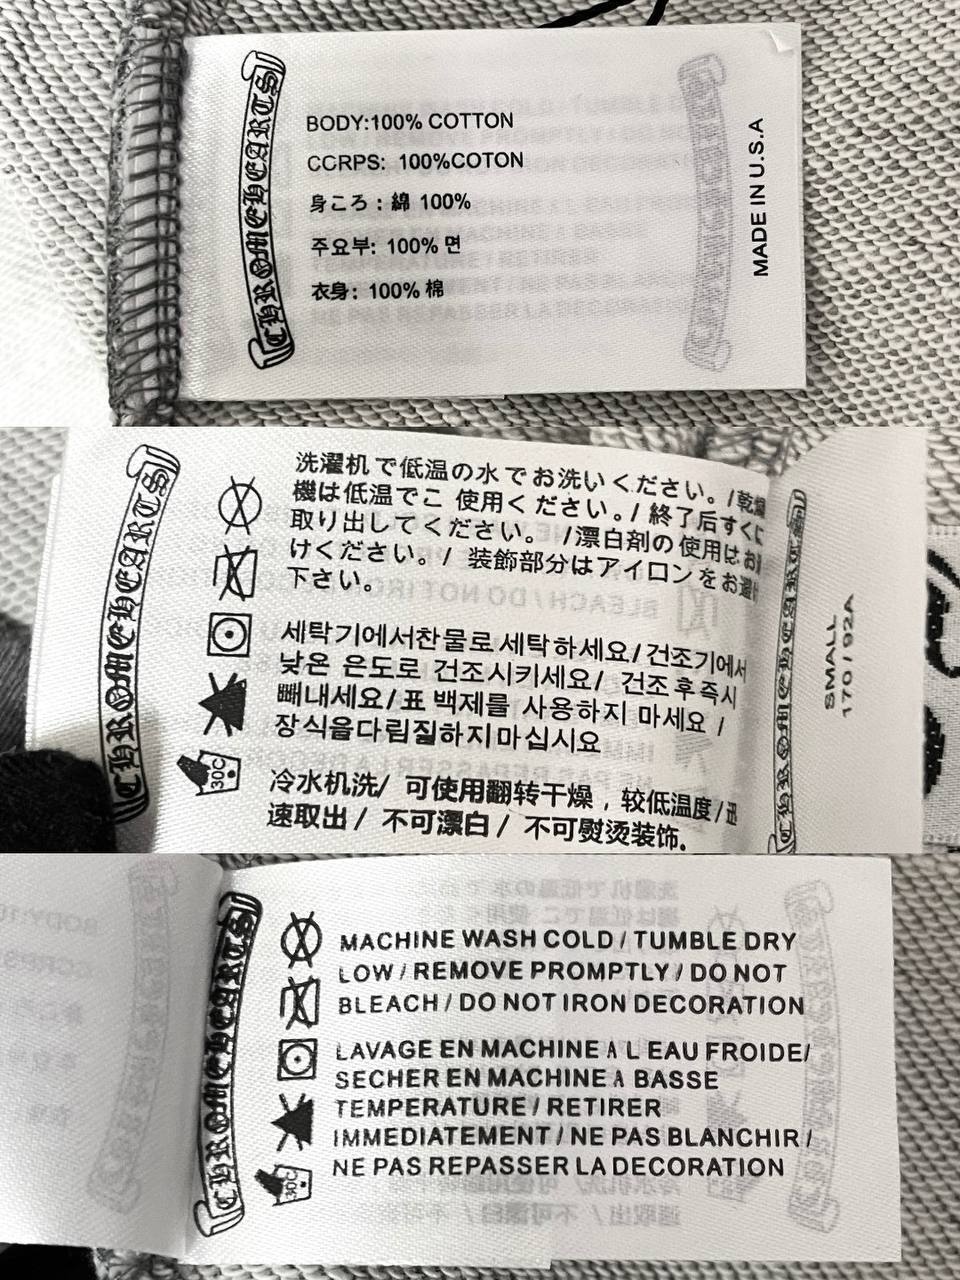 CHROMEHEARTS
BODY:100% COTTON
CCRPS: 100%COTON
身ころ：綿 100%
주요부: 100% 면
衣身: 100% 棉
MADE IN U.S.A
CHROMEHEARTS
洗濯机で低温の水でお洗いください。/乾燥
機は低温でこ 使用ください。/ 終了后すぐに
取り出してください。 /漂白剤の使用はお避
けください。/ 装飾部分はアイロンをお避け
下さい。
세탁기에서찬물로세탁하세요/건조기에서
낮은 은도로 건조시키세요/ 건조후즉시
빼내세요/표 백제를 사용하지 마세요 /
장식을다림질하지마십시요
冷水机洗/ 可使用翻转干燥，较低温度/迅
速取出/ 不可漂白/ 不可熨烫装饰.
30C
SMALL
170 / 92A
CHROMEHEARTS
MACHINE WASH COLD / TUMBLE DRY
LOW / REMOVE PROMPTLY / DO NOT
BLEACH / DO NOT IRON DECORATION
LAVAGE EN MACHINE A L EAU FROIDE/
SECHER EN MACHINE A BASSE
TEMPERATURE / RETIRER
IMMEDIATEMENT / NE PAS BLANCHIR /
NE PAS REPASSER LA DECORATION
30C